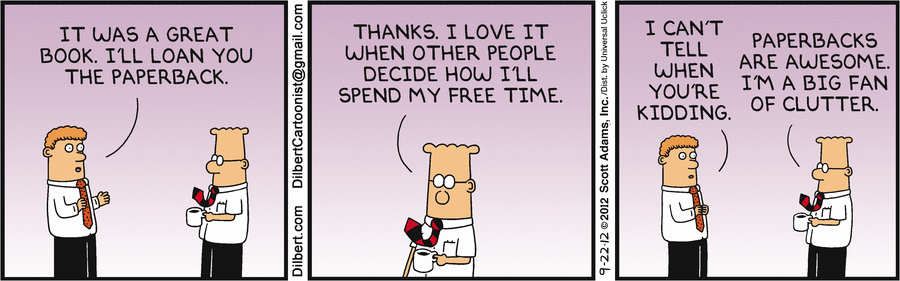 IT WAS A GREAT
BOOK. I'LL LOAN YOU
THE PAPERBACK.
Dilbert.com DilbertCartoonist@gmail.com
THANKS. I LOVE IT
WHEN OTHER PEOPLE
DECIDE HOW I'LL
SPEND MY FREE TIME.
9-22-12 ©2012 Scott Adams, Inc. /Dist. by Universal Uclick
I CAN'T
TELL
WHEN
YOU'RE
KIDDING.
PAPERBACKS
ARE AWESOME.
I'M A BIG FAN
OF CLUTTER.